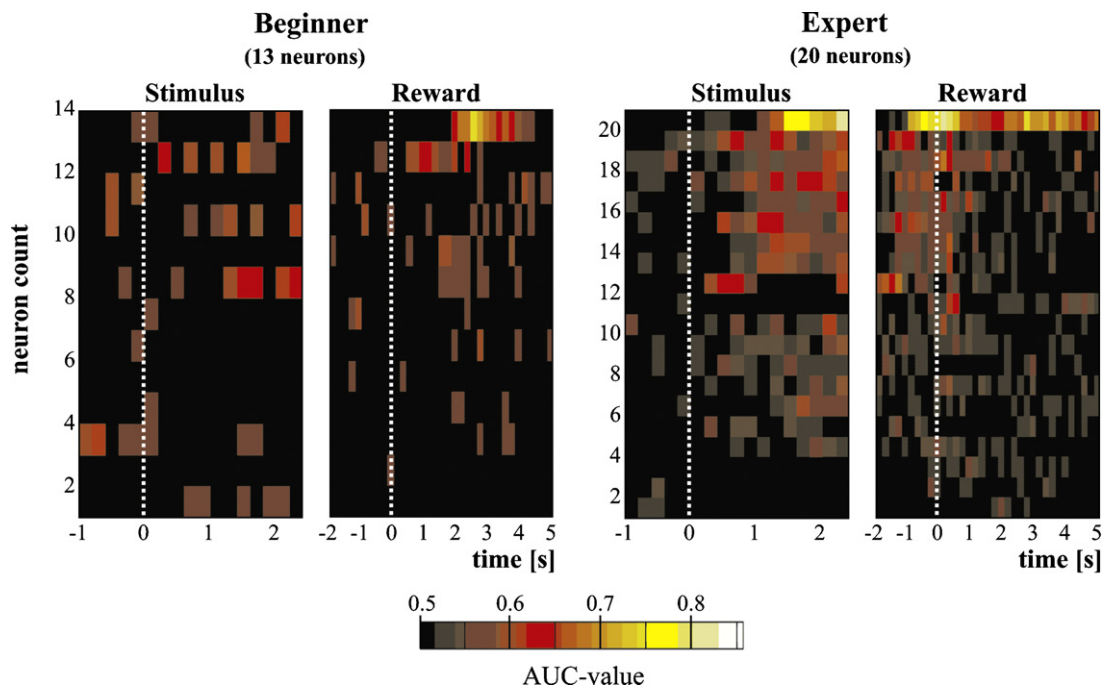 Beginner
(13 neurons)
Expert
(20 neurons)
Stimulus
Reward
Stimulus
Reward
neuron count
14
12
10
8
6
4
2
20
18
16
14
12
10
8
6
4
2
-1 0 1 2
-2 -1 0 1 2 3 4 5
-1 0 1 2
-2 -1 0 1 2 3 4 5
time [s]
time [s]
0.5 0.6 0.7 0.8
AUC-value